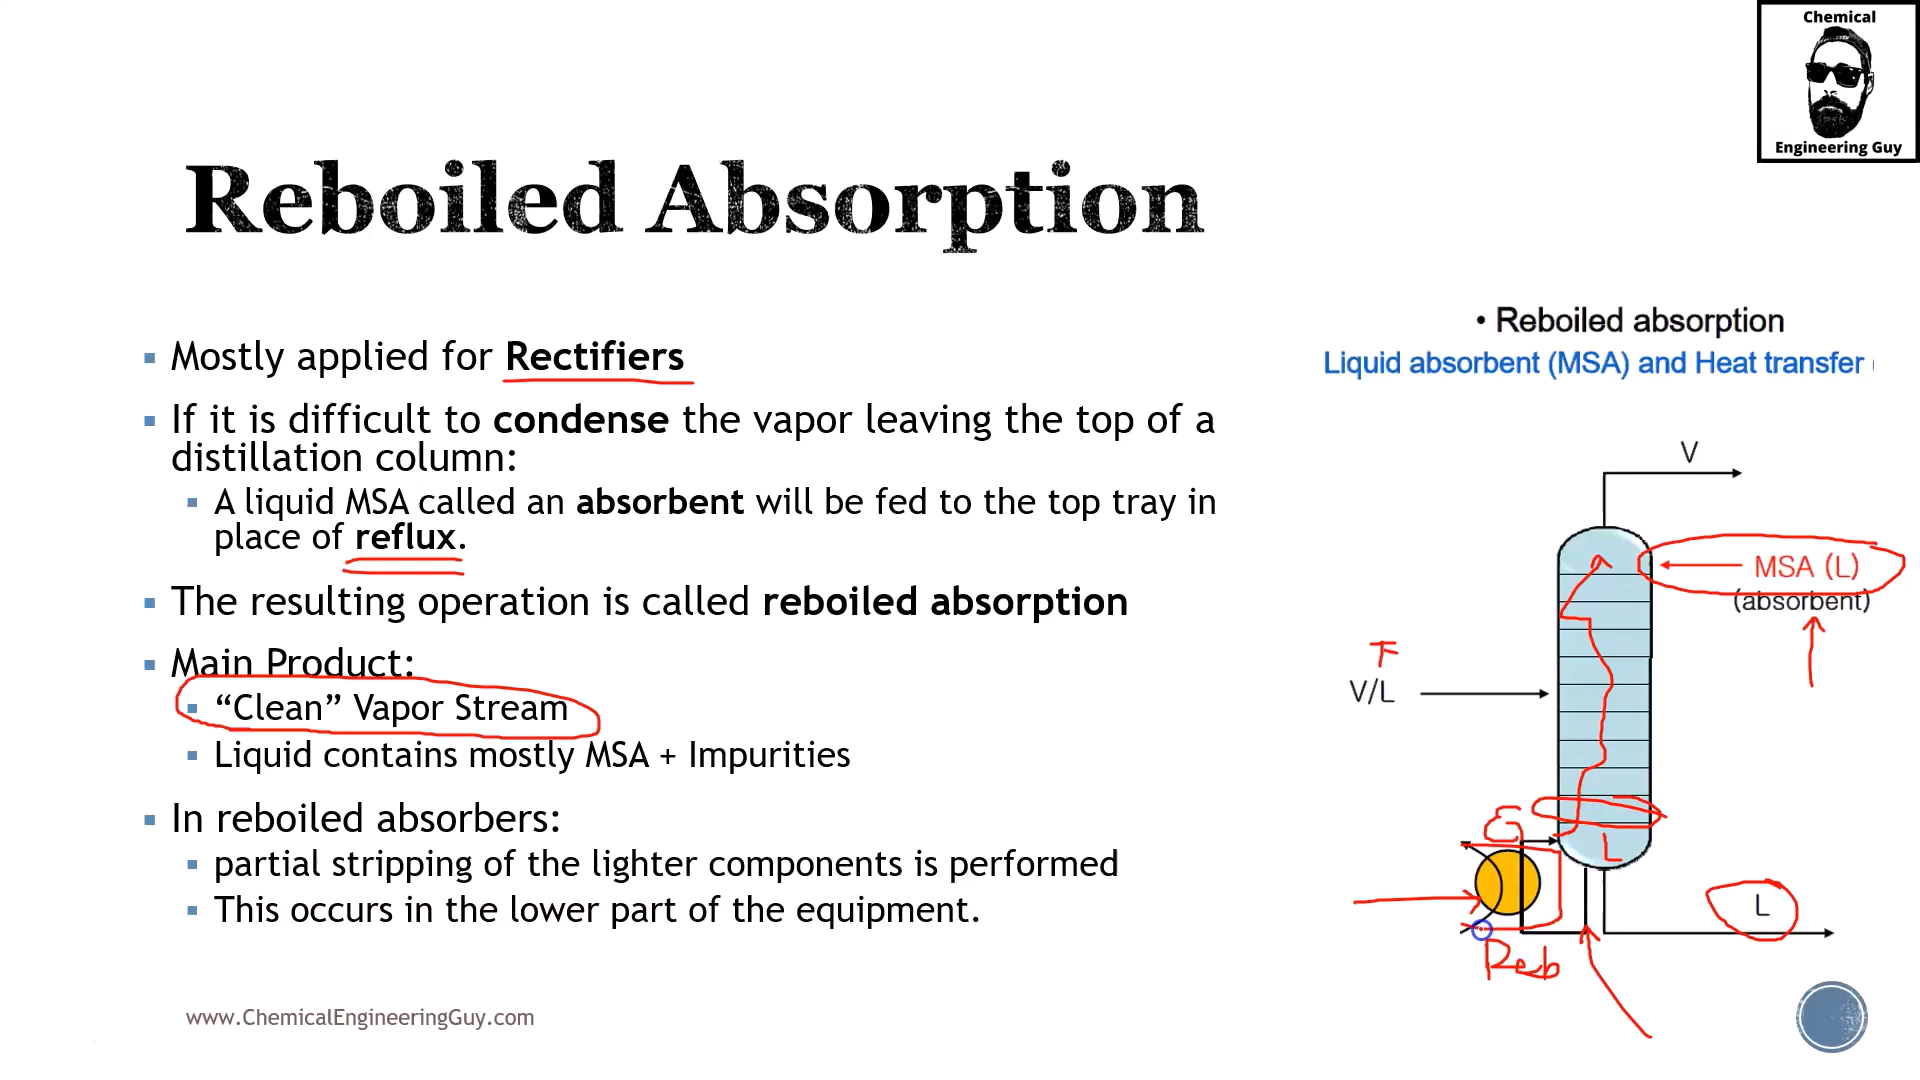 Chemical
Engineering Guy
Reboiled Absorption
Mostly applied for Rectifiers
If it is difficult to condense the vapor leaving the top of a
distillation column:
A liquid MSA called an absorbent will be fed to the top tray in
place of reflux.
The resulting operation is called reboiled absorption
Main Product:
“Clean” Vapor Stream
Liquid contains mostly MSA + Impurities
In reboiled absorbers:
partial stripping of the lighter components is performed
This occurs in the lower part of the equipment.
www.ChemicalEngineeringGuy.com
• Reboiled absorption
Liquid absorbent (MSA) and Heat transfer
V
MSA (L)
(absorbent)
F
V/L
G
L
L
Reb